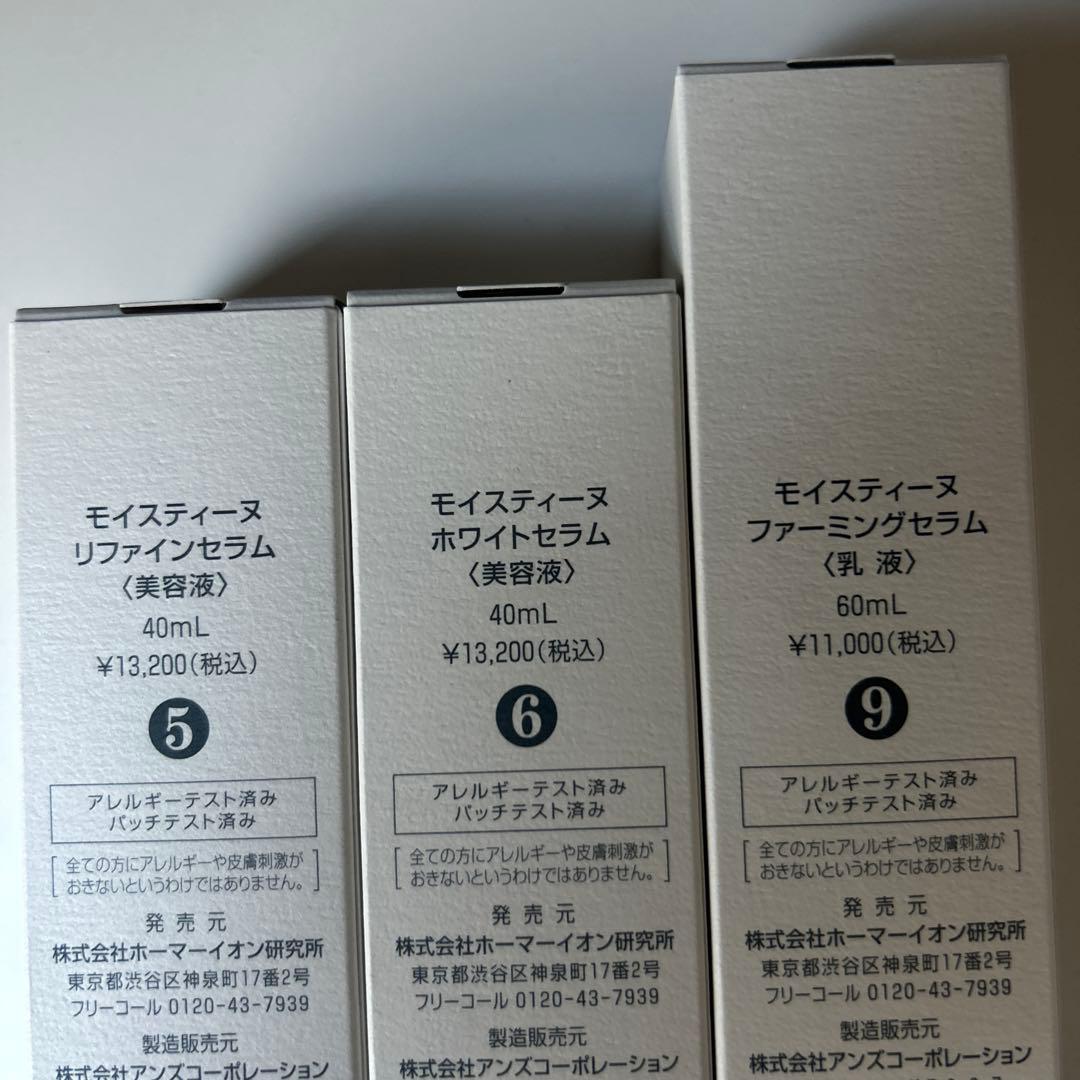 モイスティーヌ
リファインセラム
〈美容液〉
40mL
¥13,200(税込)
5
アレルギーテスト済み
パッチテスト済み
[全ての方にアレルギーや皮膚刺激が
おきないというわけではありません。]
発売元
株式会社ホーマーイオン研究所
東京都渋谷区神泉町17番2号
フリーコール 0120-43-7939
製造販売元
株式会社アンズコーポレーション
モイスティーヌ
ホワイトセラム
〈美容液〉
40mL
¥13,200(税込)
6
アレルギーテスト済み
パッチテスト済み
[全ての方にアレルギーや皮膚刺激が
おきないというわけではありません。]
発売元
株式会社ホーマーイオン研究所
東京都渋谷区神泉町17番2号
フリーコール 0120-43-7939
製造販売元
株式会社アンズコーポレーション
モイスティーヌ
ファーミングセラム
〈乳 液〉
60mL
¥11,000(税込)
9
アレルギーテスト済み
パッチテスト済み
[全ての方にアレルギーや皮膚刺激が
おきないというわけではありません。]
発売元
株式会社ホーマーイオン研究所
東京都渋谷区神泉町17番2号
フリーコール 0120-43-7939
製造販売元
株式会社アンズコーポレーション